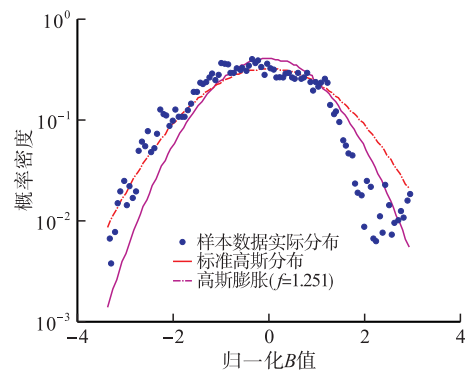 10⁰
10⁻¹
10⁻²
10⁻³
概率密度
样本数据实际分布
标准高斯分布
高斯膨胀(f=1.251)
−4 −2 0 2 4
归一化B值